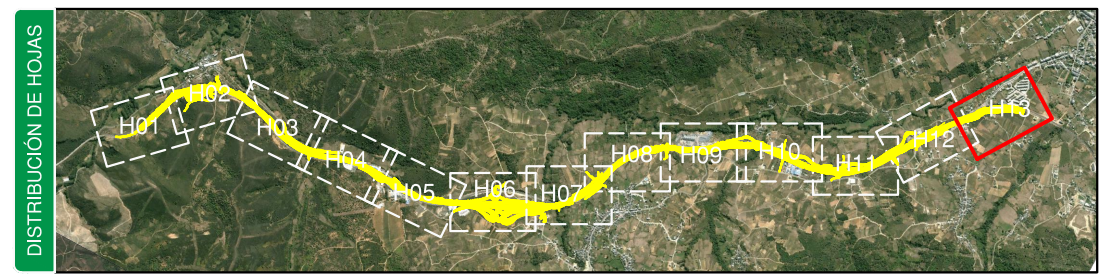 DISTRIBUCIÓN DE HOJAS
H01
H02
H03
H04
H05
H06
H07
H08
H09
H10
H11
H12
H13